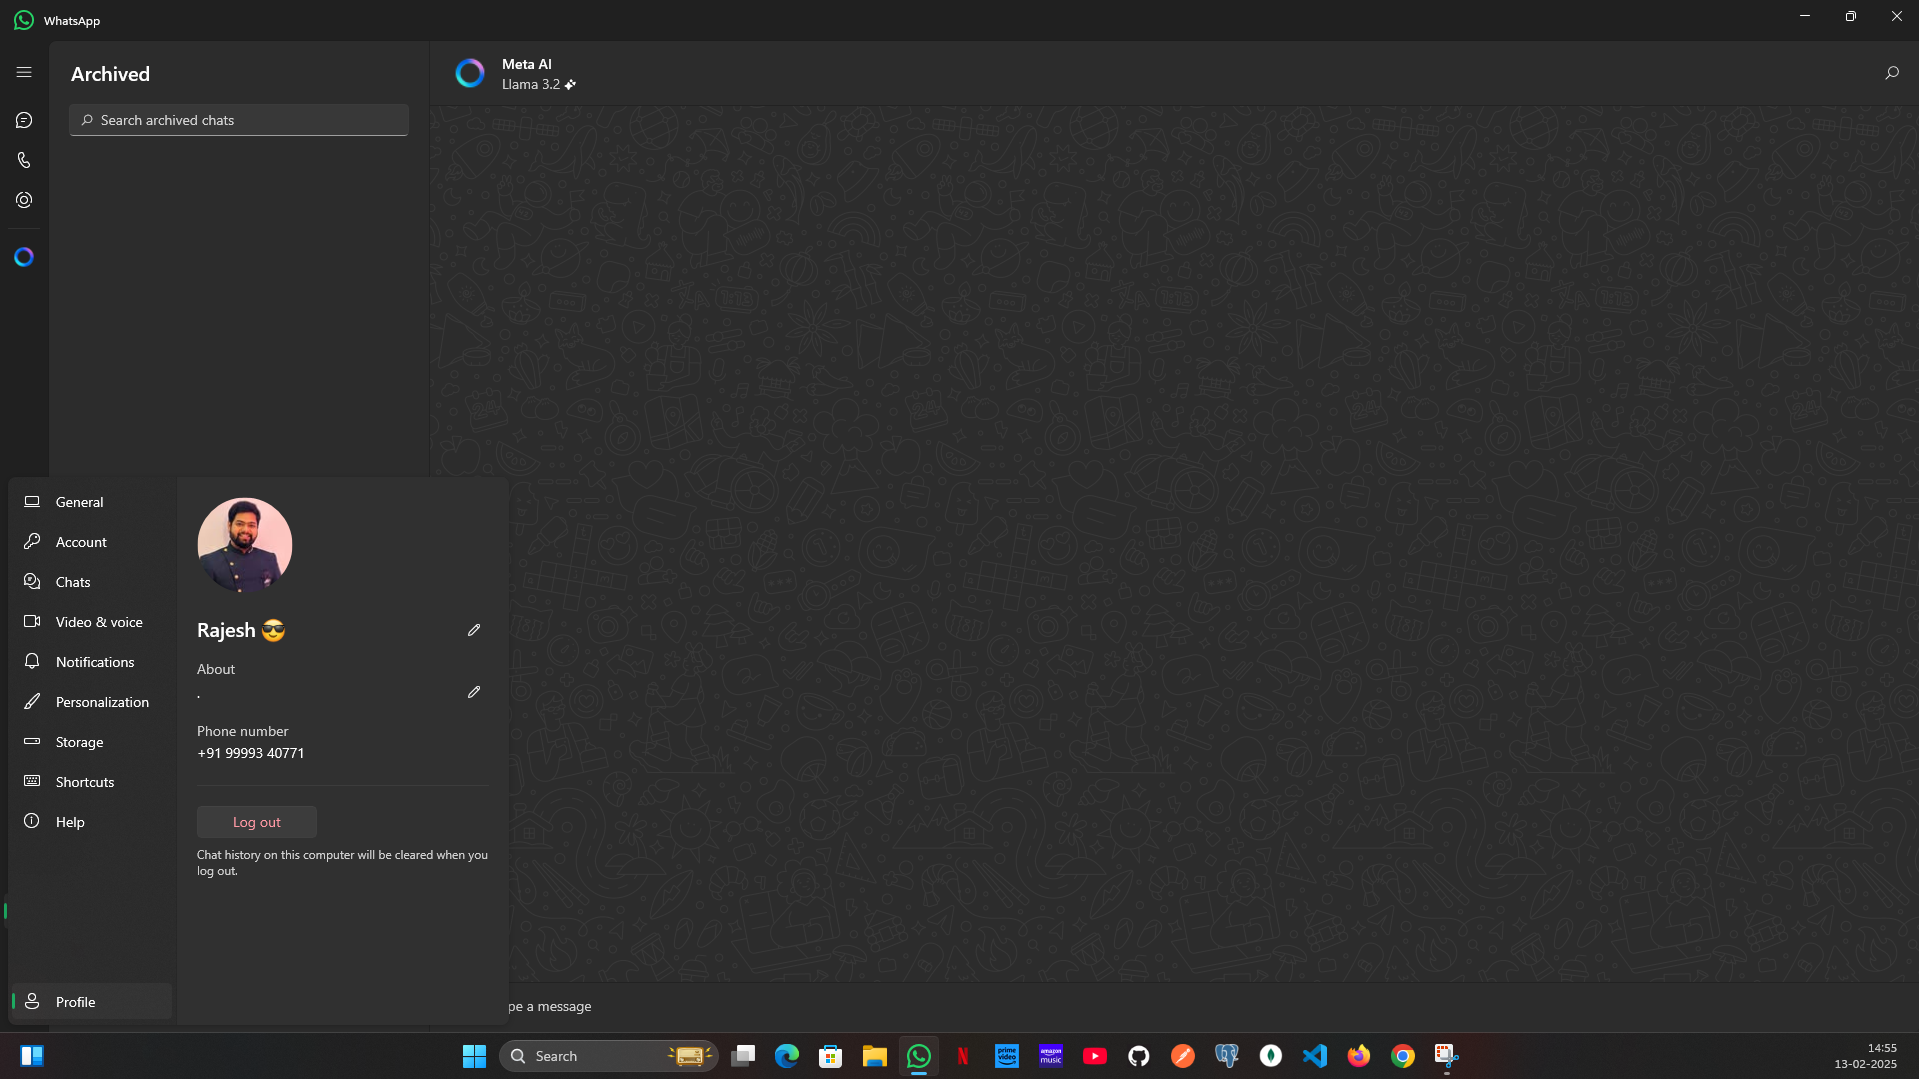 WhatsApp
Archived
Search archived chats
Meta AI
Llama 3.2
General
Account
Chats
Video & voice
Notifications
Personalization
Storage
Shortcuts
Help
Profile
Rajesh 😎
About
.
Phone number
+91 99993 40771
Log out
Chat history on this computer will be cleared when you
log out.
pe a message
Search
prime video
amazon music
14:55
13-02-2025